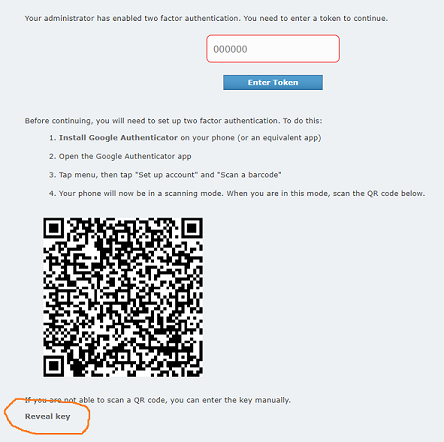 Your administrator has enabled two factor authentication. You need to enter a token to continue.
000000
Enter Token
Before continuing, you will need to set up two factor authentication. To do this:
1. Install Google Authenticator on your phone (or an equivalent app)
2. Open the Google Authenticator app
3. Tap menu, then tap "Set up account" and "Scan a barcode"
4. Your phone will now be in a scanning mode. When you are in this mode, scan the QR code below.
If you are not able to scan a QR code, you can enter the key manually.
Reveal key